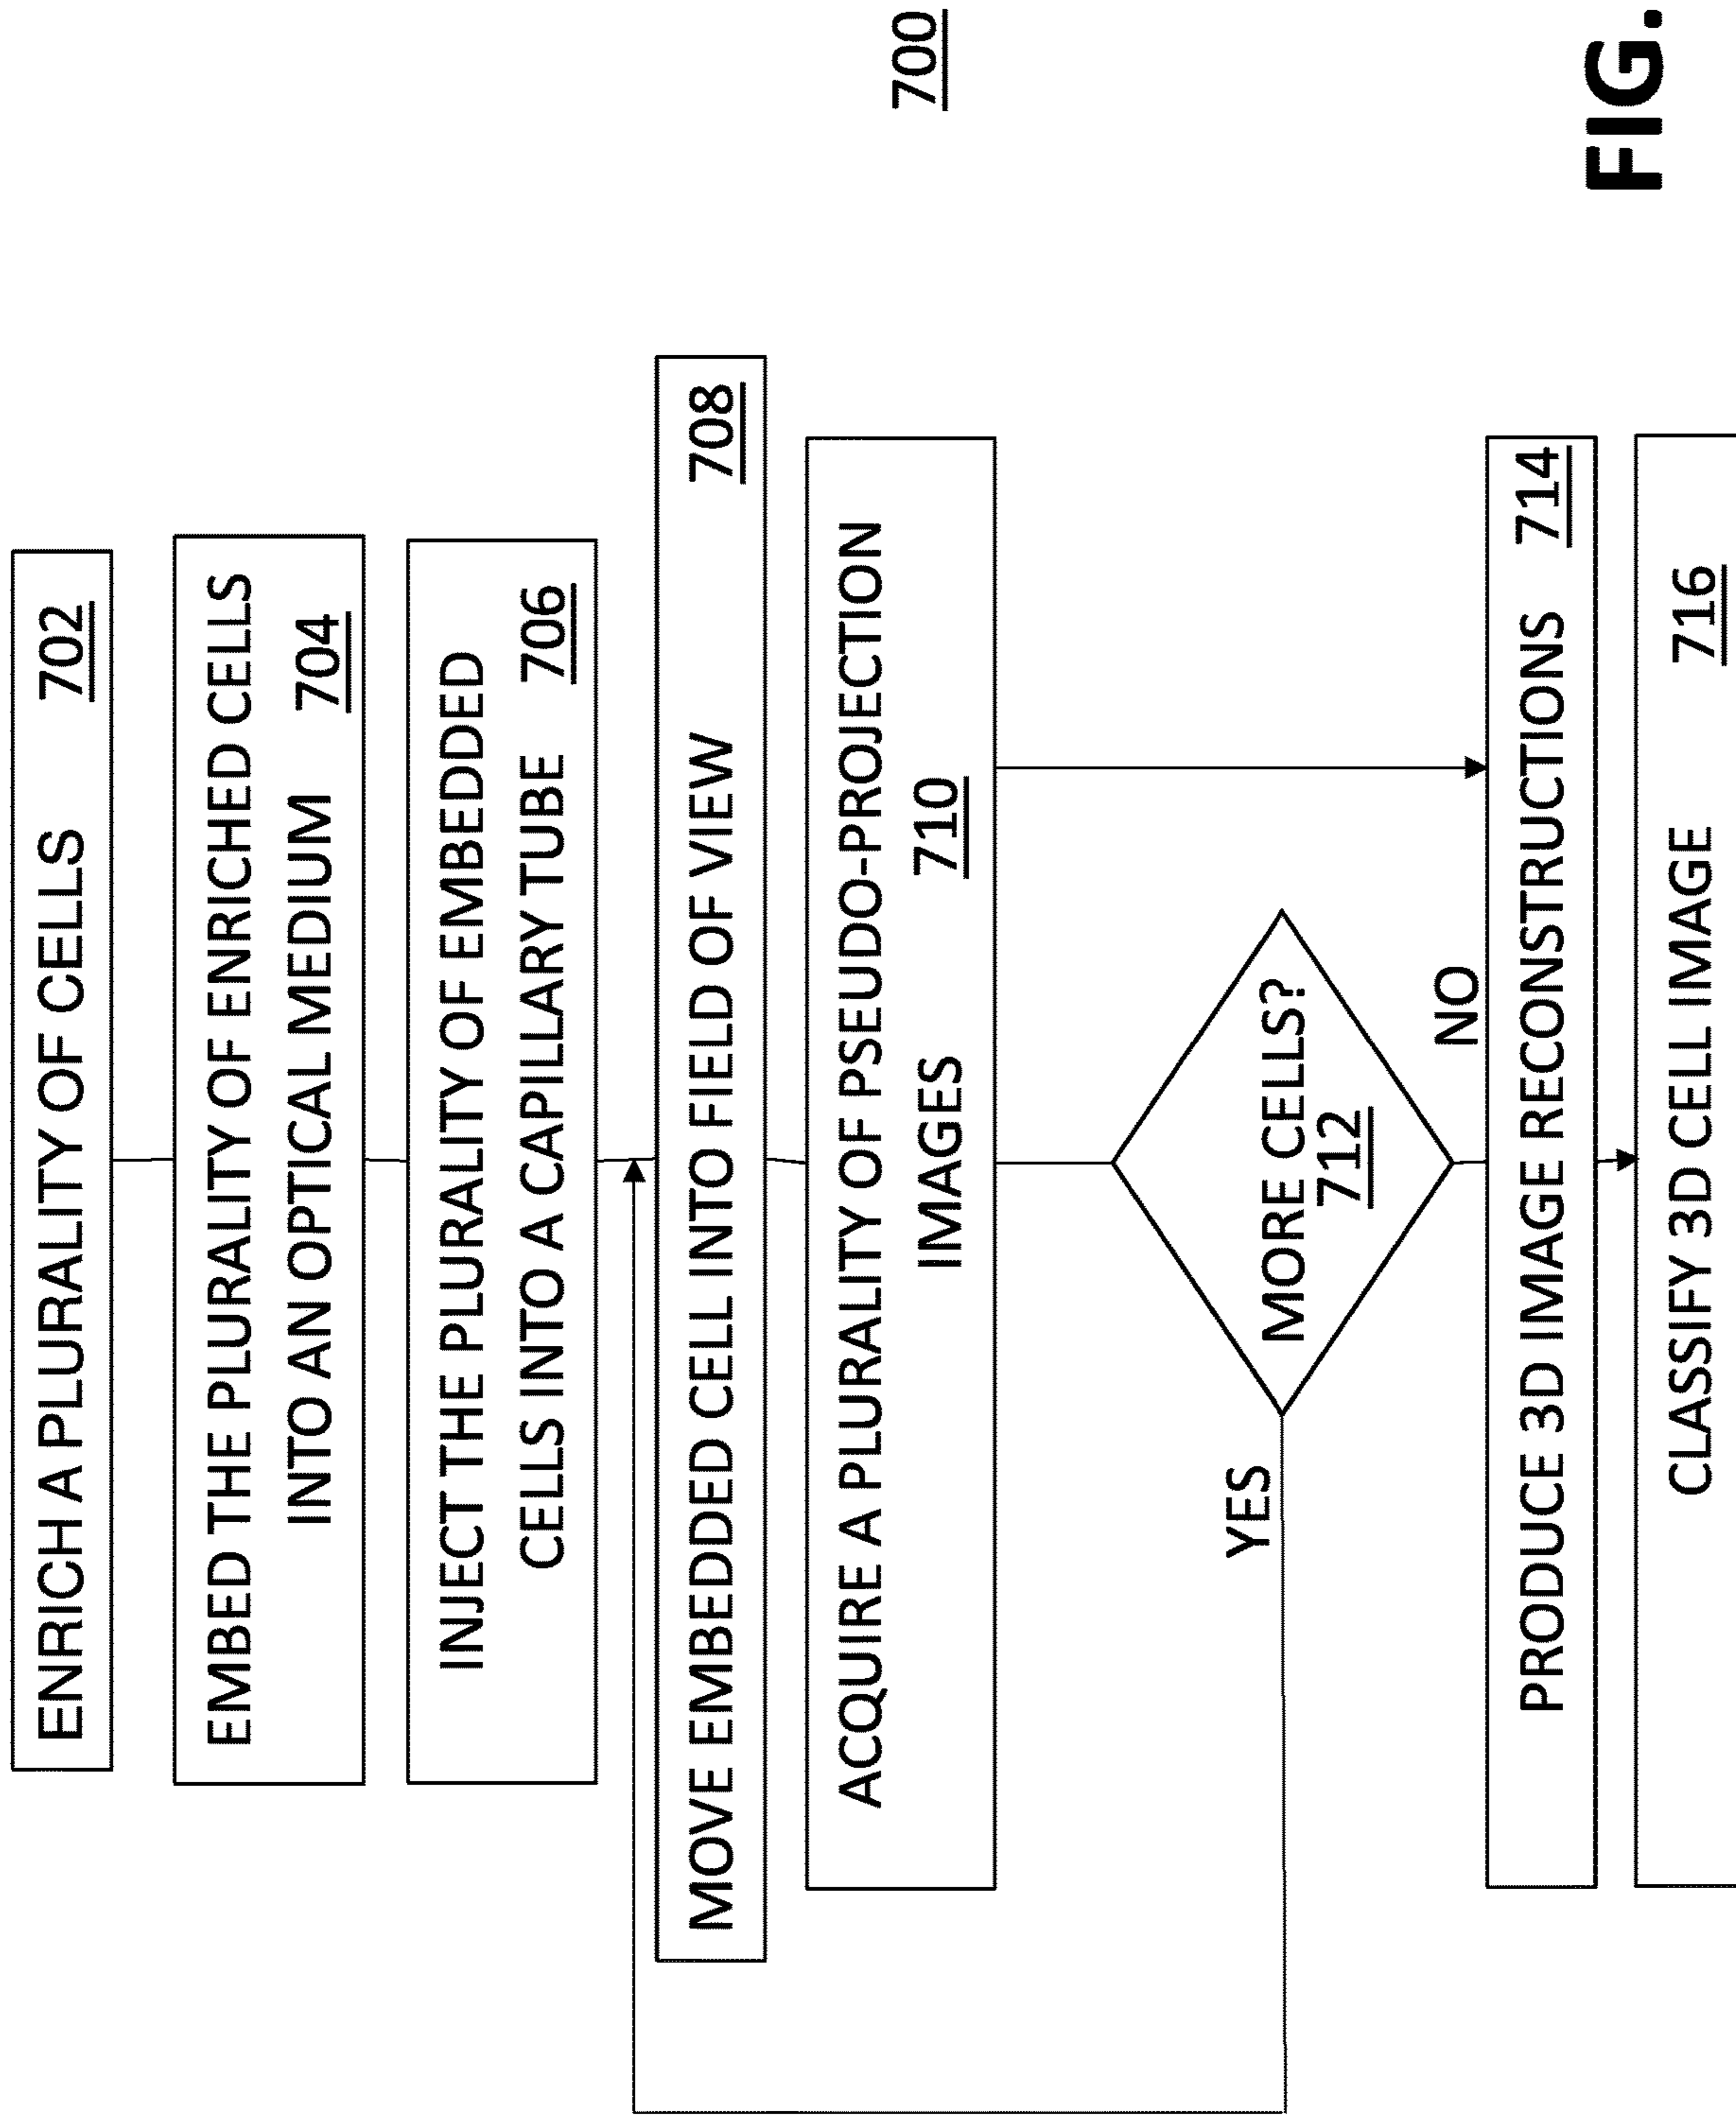 ENRICH A PLURALITY OF CELLS 702
EMBED THE PLURALITY OF ENRICHED CELLS
INTO AN OPTICAL MEDIUM 704
INJECT THE PLURALITY OF EMBEDDED
CELLS INTO A CAPILLARY TUBE 706
MOVE EMBEDDED CELL INTO FIELD OF VIEW 708
ACQUIRE A PLURALITY OF PSEUDO-PROJECTION
IMAGES 710
700
MORE CELLS?
712
YES
NO
PRODUCE 3D IMAGE RECONSTRUCTIONS 714
CLASSIFY 3D CELL IMAGE 716
FIG.